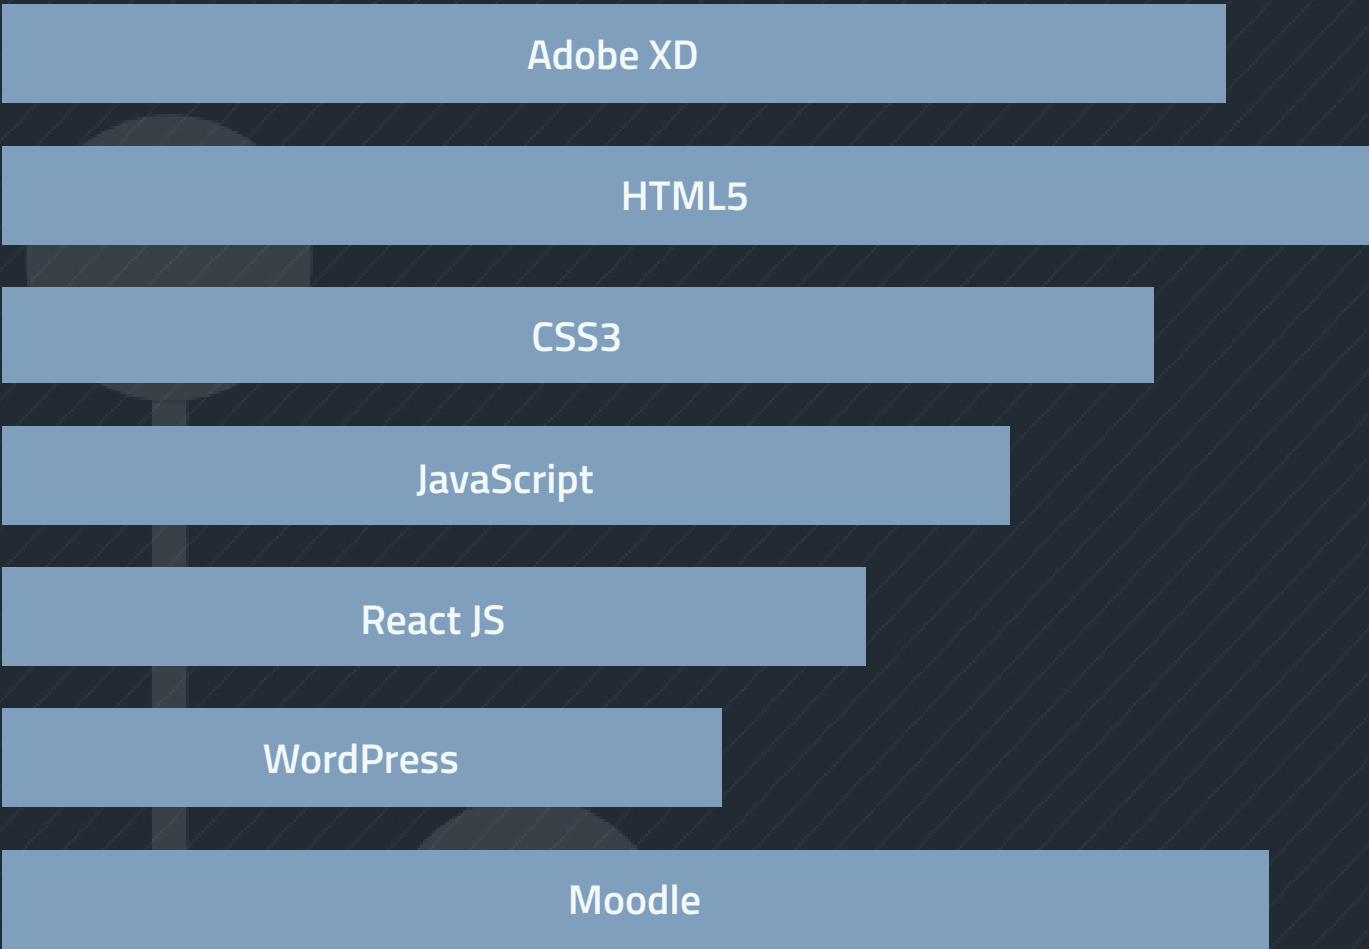 Adobe XD
HTML5
CSS3
JavaScript
React JS
WordPress
Moodle